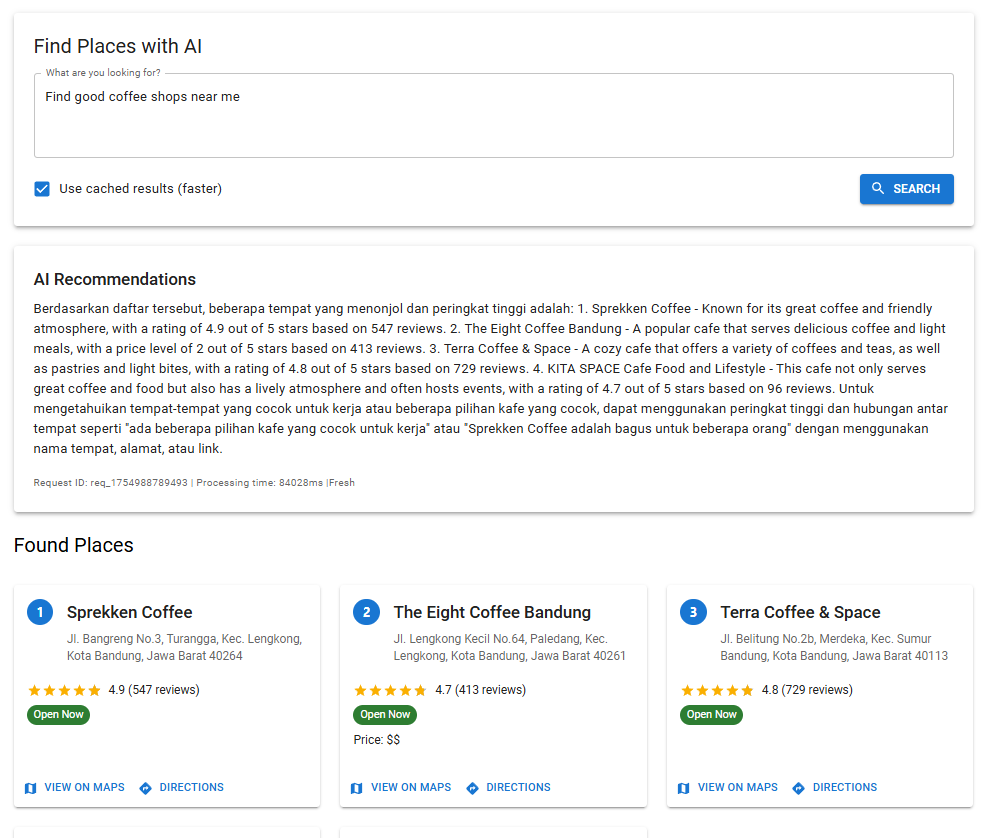 Find Places with AI
What are you looking for?
Find good coffee shops near me
Use cached results (faster)
SEARCH
AI Recommendations
Berdasarkan daftar tersebut, beberapa tempat yang menonjol dan peringkat tinggi adalah: 1. Sprekken Coffee - Known for its great coffee and friendly
atmosphere, with a rating of 4.9 out of 5 stars based on 547 reviews. 2. The Eight Coffee Bandung - A popular cafe that serves delicious coffee and light
meals, with a price level of 2 out of 5 stars based on 413 reviews. 3. Terra Coffee & Space - A cozy cafe that offers a variety of coffees and teas, as well
as pastries and light bites, with a rating of 4.8 out of 5 stars based on 729 reviews. 4. KITA SPACE Cafe Food and Lifestyle - This cafe not only serves
great coffee and food but also has a lively atmosphere and often hosts events, with a rating of 4.7 out of 5 stars based on 96 reviews. Untuk
mengetahuikan tempat-tempat yang cocok untuk kerja atau beberapa pilihan kafe yang cocok, dapat menggunakan peringkat tinggi dan hubungan antar
tempat seperti "ada beberapa pilihan kafe yang cocok untuk kerja" atau "Sprekken Coffee adalah bagus untuk beberapa orang" dengan menggunakan
nama tempat, alamat, atau link.
Request ID: req_1754988789493 | Processing time: 84028ms |Fresh
Found Places
1 Sprekken Coffee
Jl. Bangreng No.3, Turangga, Kec. Lengkong,
Kota Bandung, Jawa Barat 40264
4.9 (547 reviews)
Open Now
VIEW ON MAPS DIRECTIONS
2 The Eight Coffee Bandung
Jl. Lengkong Kecil No.64, Paledang, Kec.
Lengkong, Kota Bandung, Jawa Barat 40261
4.7 (413 reviews)
Open Now
Price: $$
VIEW ON MAPS DIRECTIONS
3 Terra Coffee & Space
Jl. Belitung No.2b, Merdeka, Kec. Sumur
Bandung, Kota Bandung, Jawa Barat 40113
4.8 (729 reviews)
Open Now
VIEW ON MAPS DIRECTIONS